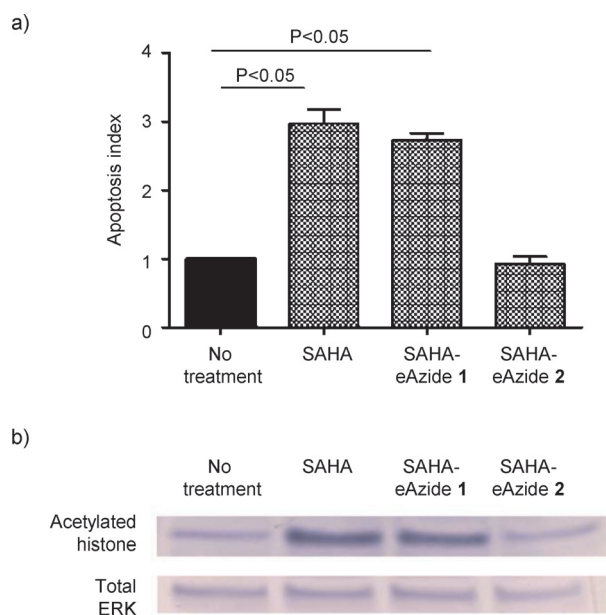 a)
4
3
2
1
0
Apoptosis index
P<0.05
P<0.05
No treatment
SAHA
SAHA-
eAzide 1
SAHA-
eAzide 2
b)
No
treatment
SAHA
SAHA-
eAzide 1
SAHA-
eAzide 2
Acetylated
histone
Total
ERK